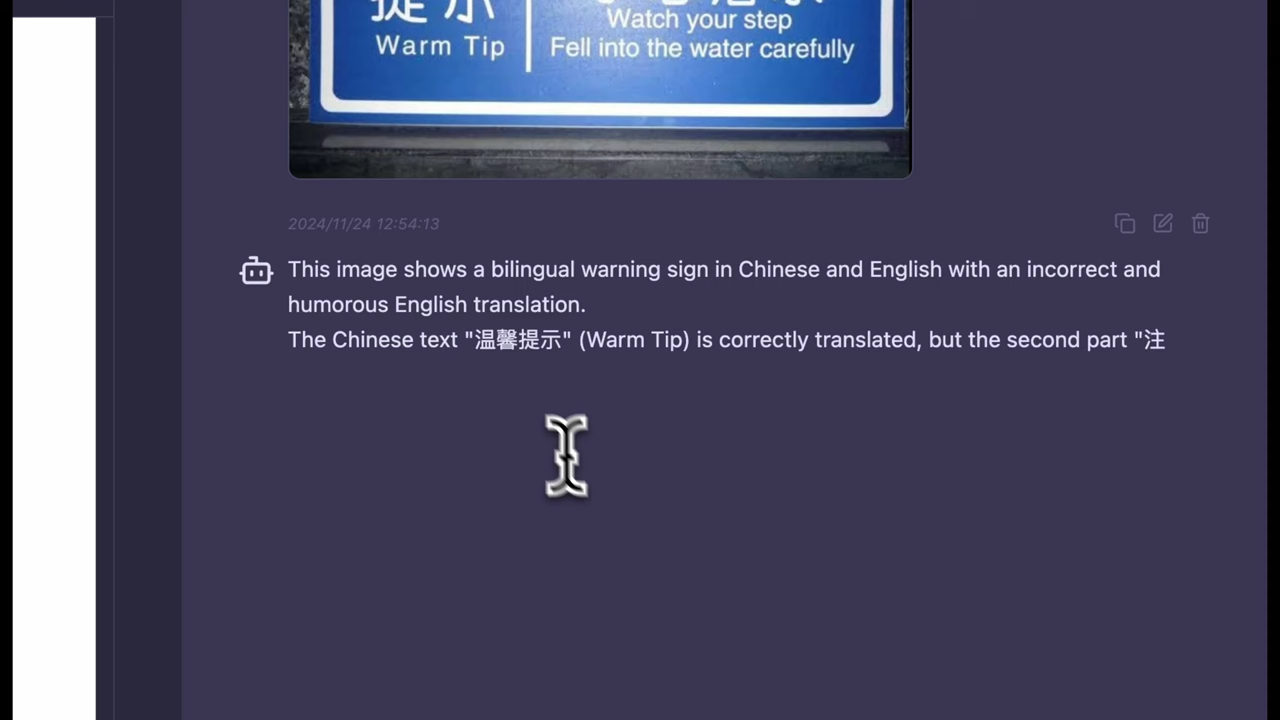 提示
Watch your step
Warm Tip
Fell into the water carefully
2024/11/24 12:54:13
This image shows a bilingual warning sign in Chinese and English with an incorrect and
humorous English translation.
The Chinese text "温馨提示" (Warm Tip) is correctly translated, but the second part "注